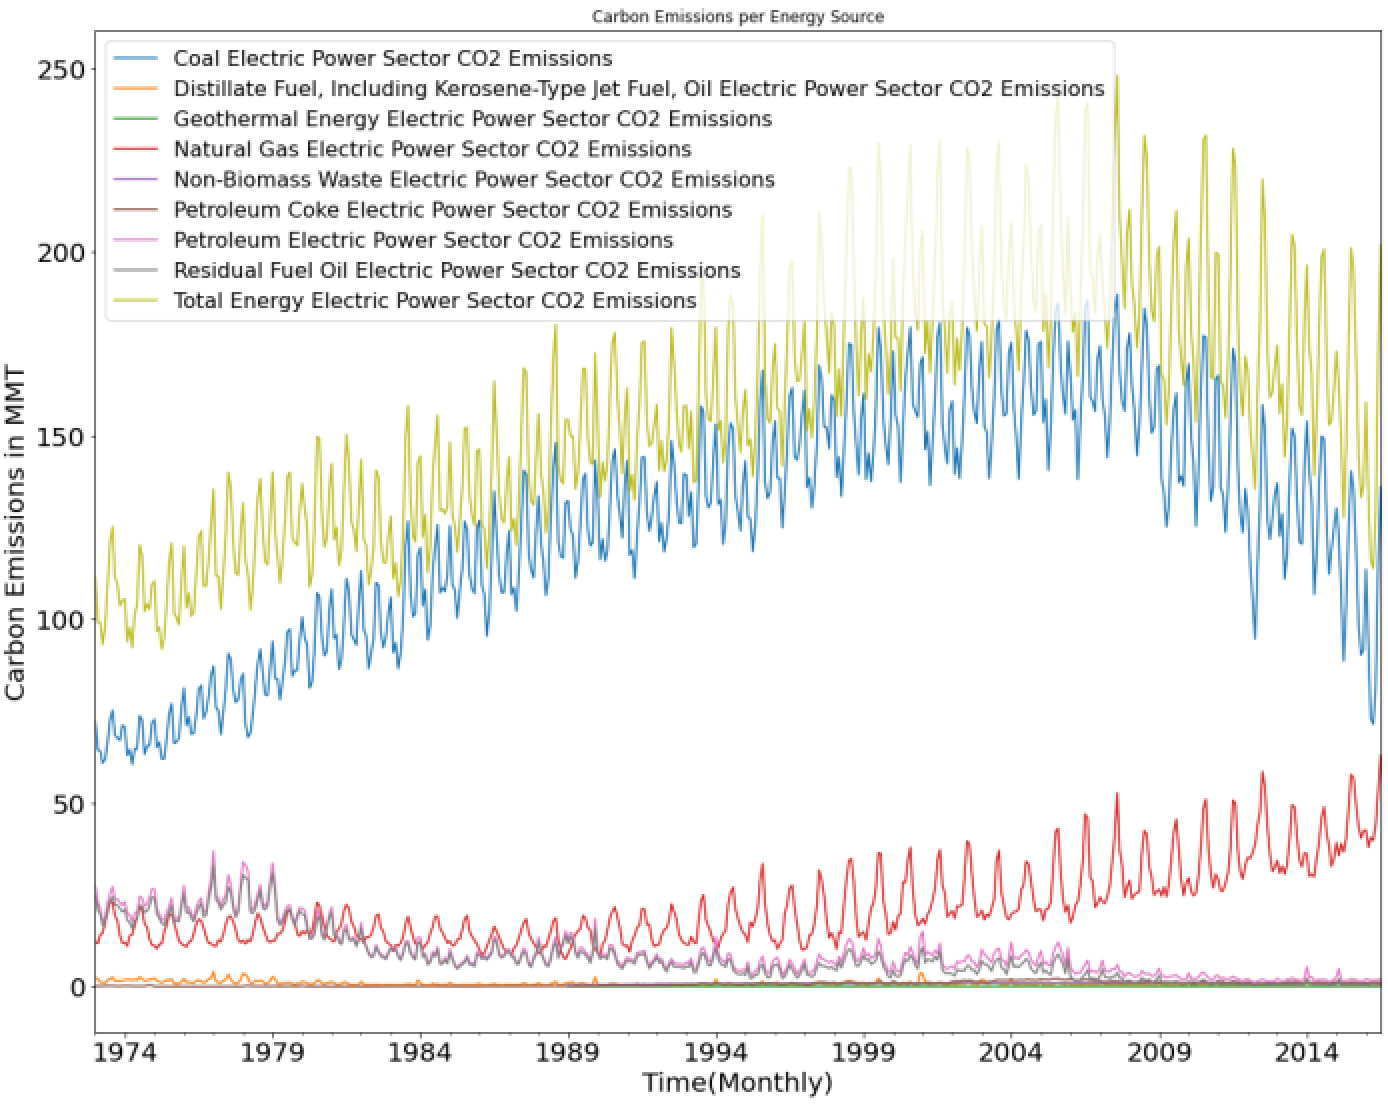 Carbon Emissions per Energy Source
Coal Electric Power Sector CO2 Emissions
Distillate Fuel, Including Kerosene-Type Jet Fuel, Oil Electric Power Sector CO2 Emissions
Geothermal Energy Electric Power Sector CO2 Emissions
Natural Gas Electric Power Sector CO2 Emissions
Non-Biomass Waste Electric Power Sector CO2 Emissions
Petroleum Coke Electric Power Sector CO2 Emissions
Petroleum Electric Power Sector CO2 Emissions
Residual Fuel Oil Electric Power Sector CO2 Emissions
Total Energy Electric Power Sector CO2 Emissions
Carbon Emissions in MMT
250
200
150
100
50
0
1974 1979 1984 1989 1994 1999 2004 2009 2014
Time(Monthly)